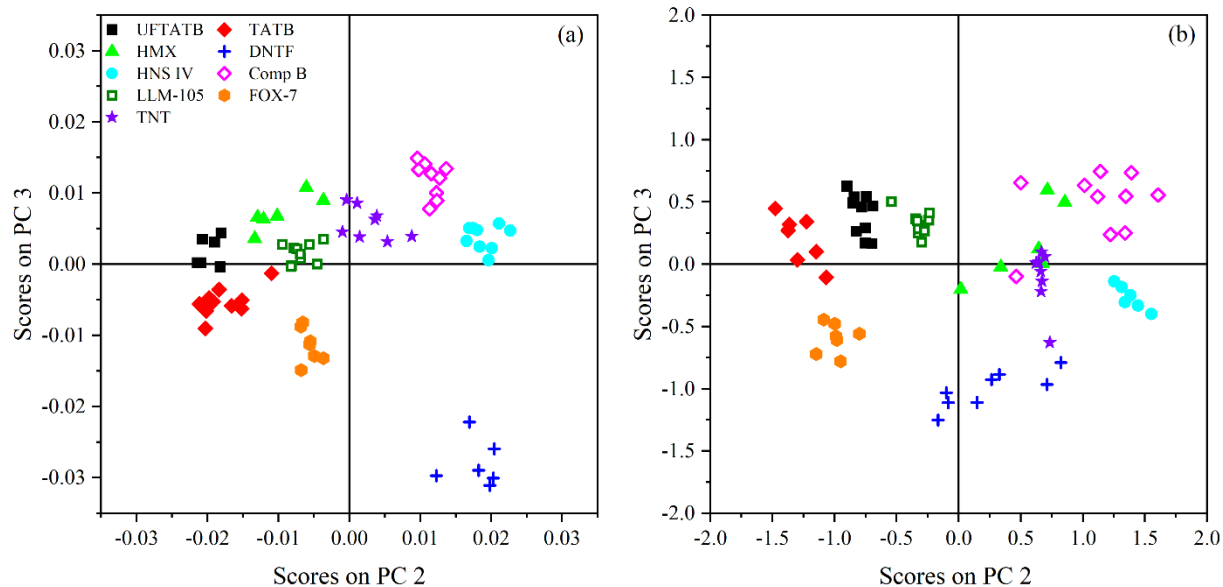 (a)
UFTATB
TATB
HMX
DNTF
HNS IV
Comp B
LLM-105
FOX-7
TNT
0.03
0.02
0.01
0.00
-0.01
-0.02
-0.03
Scores on PC 3
-0.03
-0.02
-0.01
0.00
0.01
0.02
0.03
Scores on PC 2
(b)
2.0
1.5
1.0
0.5
0.0
-0.5
-1.0
-1.5
-2.0
Scores on PC 3
-2.0
-1.5
-1.0
-0.5
0.0
0.5
1.0
1.5
2.0
Scores on PC 2